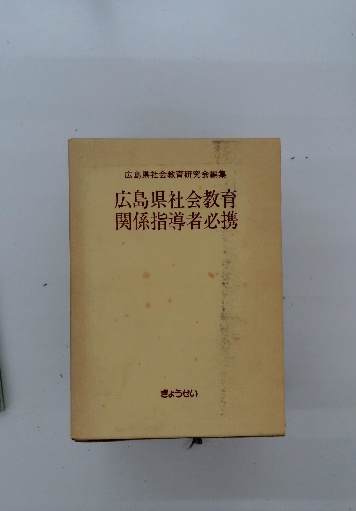 広島県社会教育研究会編集
広島県社会教育
関係指導者必携
ぎょうせい